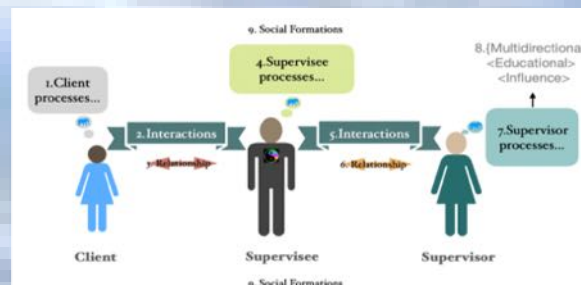 9. Social Formations
8.{Multidirectional
<Educational>
<Influence>
1.Client
processes...
4.Supervisee
processes...
7.Supervisor
processes...
2.Interactions
5.Interactions
3. Relationship
6. Relationship
Client
Supervisee
Supervisor
9. Social Formations